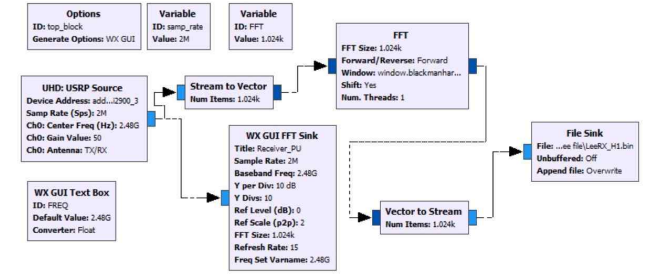 Options
ID: top_block
Generate Options: WX GUI
Variable
ID: samp_rate
Value: 2M
Variable
ID: FFT
Value: 1.024k
FFT
FFT Size: 1.024k
Forward/Reverse: Forward
Window: window.blackmanhar...
Shift: Yes
Num. Threads: 1
UHD: USRP Source
Device Address: add...I2900_3
Samp Rate (Sps): 2M
Ch0: Center Freq (Hz): 2.48G
Ch0: Gain Value: 50
Ch0: Antenna: TX/RX
Stream to Vector
Num Items: 1.024k
WX GUI FFT Sink
Title: Receiver_PU
Sample Rate: 2M
Baseband Freq: 2.48G
Y per Div: 10 dB
Y Divs: 10
Ref Level (dB): 0
Ref Scale (p2p): 2
FFT Size: 1.024k
Refresh Rate: 15
Freq Set Varname: 2.48G
File Sink
File: ...ee file\LeeRX_H1.bin
Unbuffered: Off
Append file: Overwrite
WX GUI Text Box
ID: FREQ
Default Value: 2.48G
Converter: Float
Vector to Stream
Num Items: 1.024k